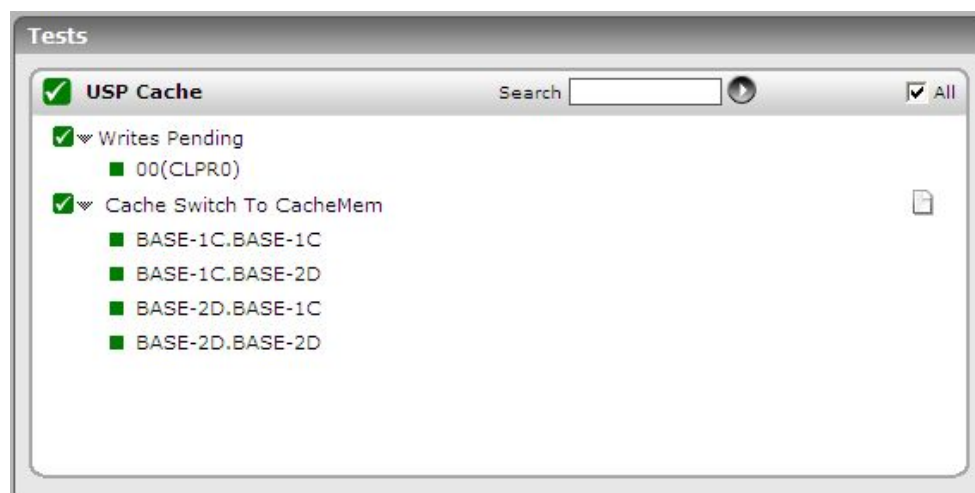 Tests
USP Cache Search All
Writes Pending
00(CLPR0)
Cache Switch To CacheMem
BASE-1C.BASE-1C
BASE-1C.BASE-2D
BASE-2D.BASE-1C
BASE-2D.BASE-2D